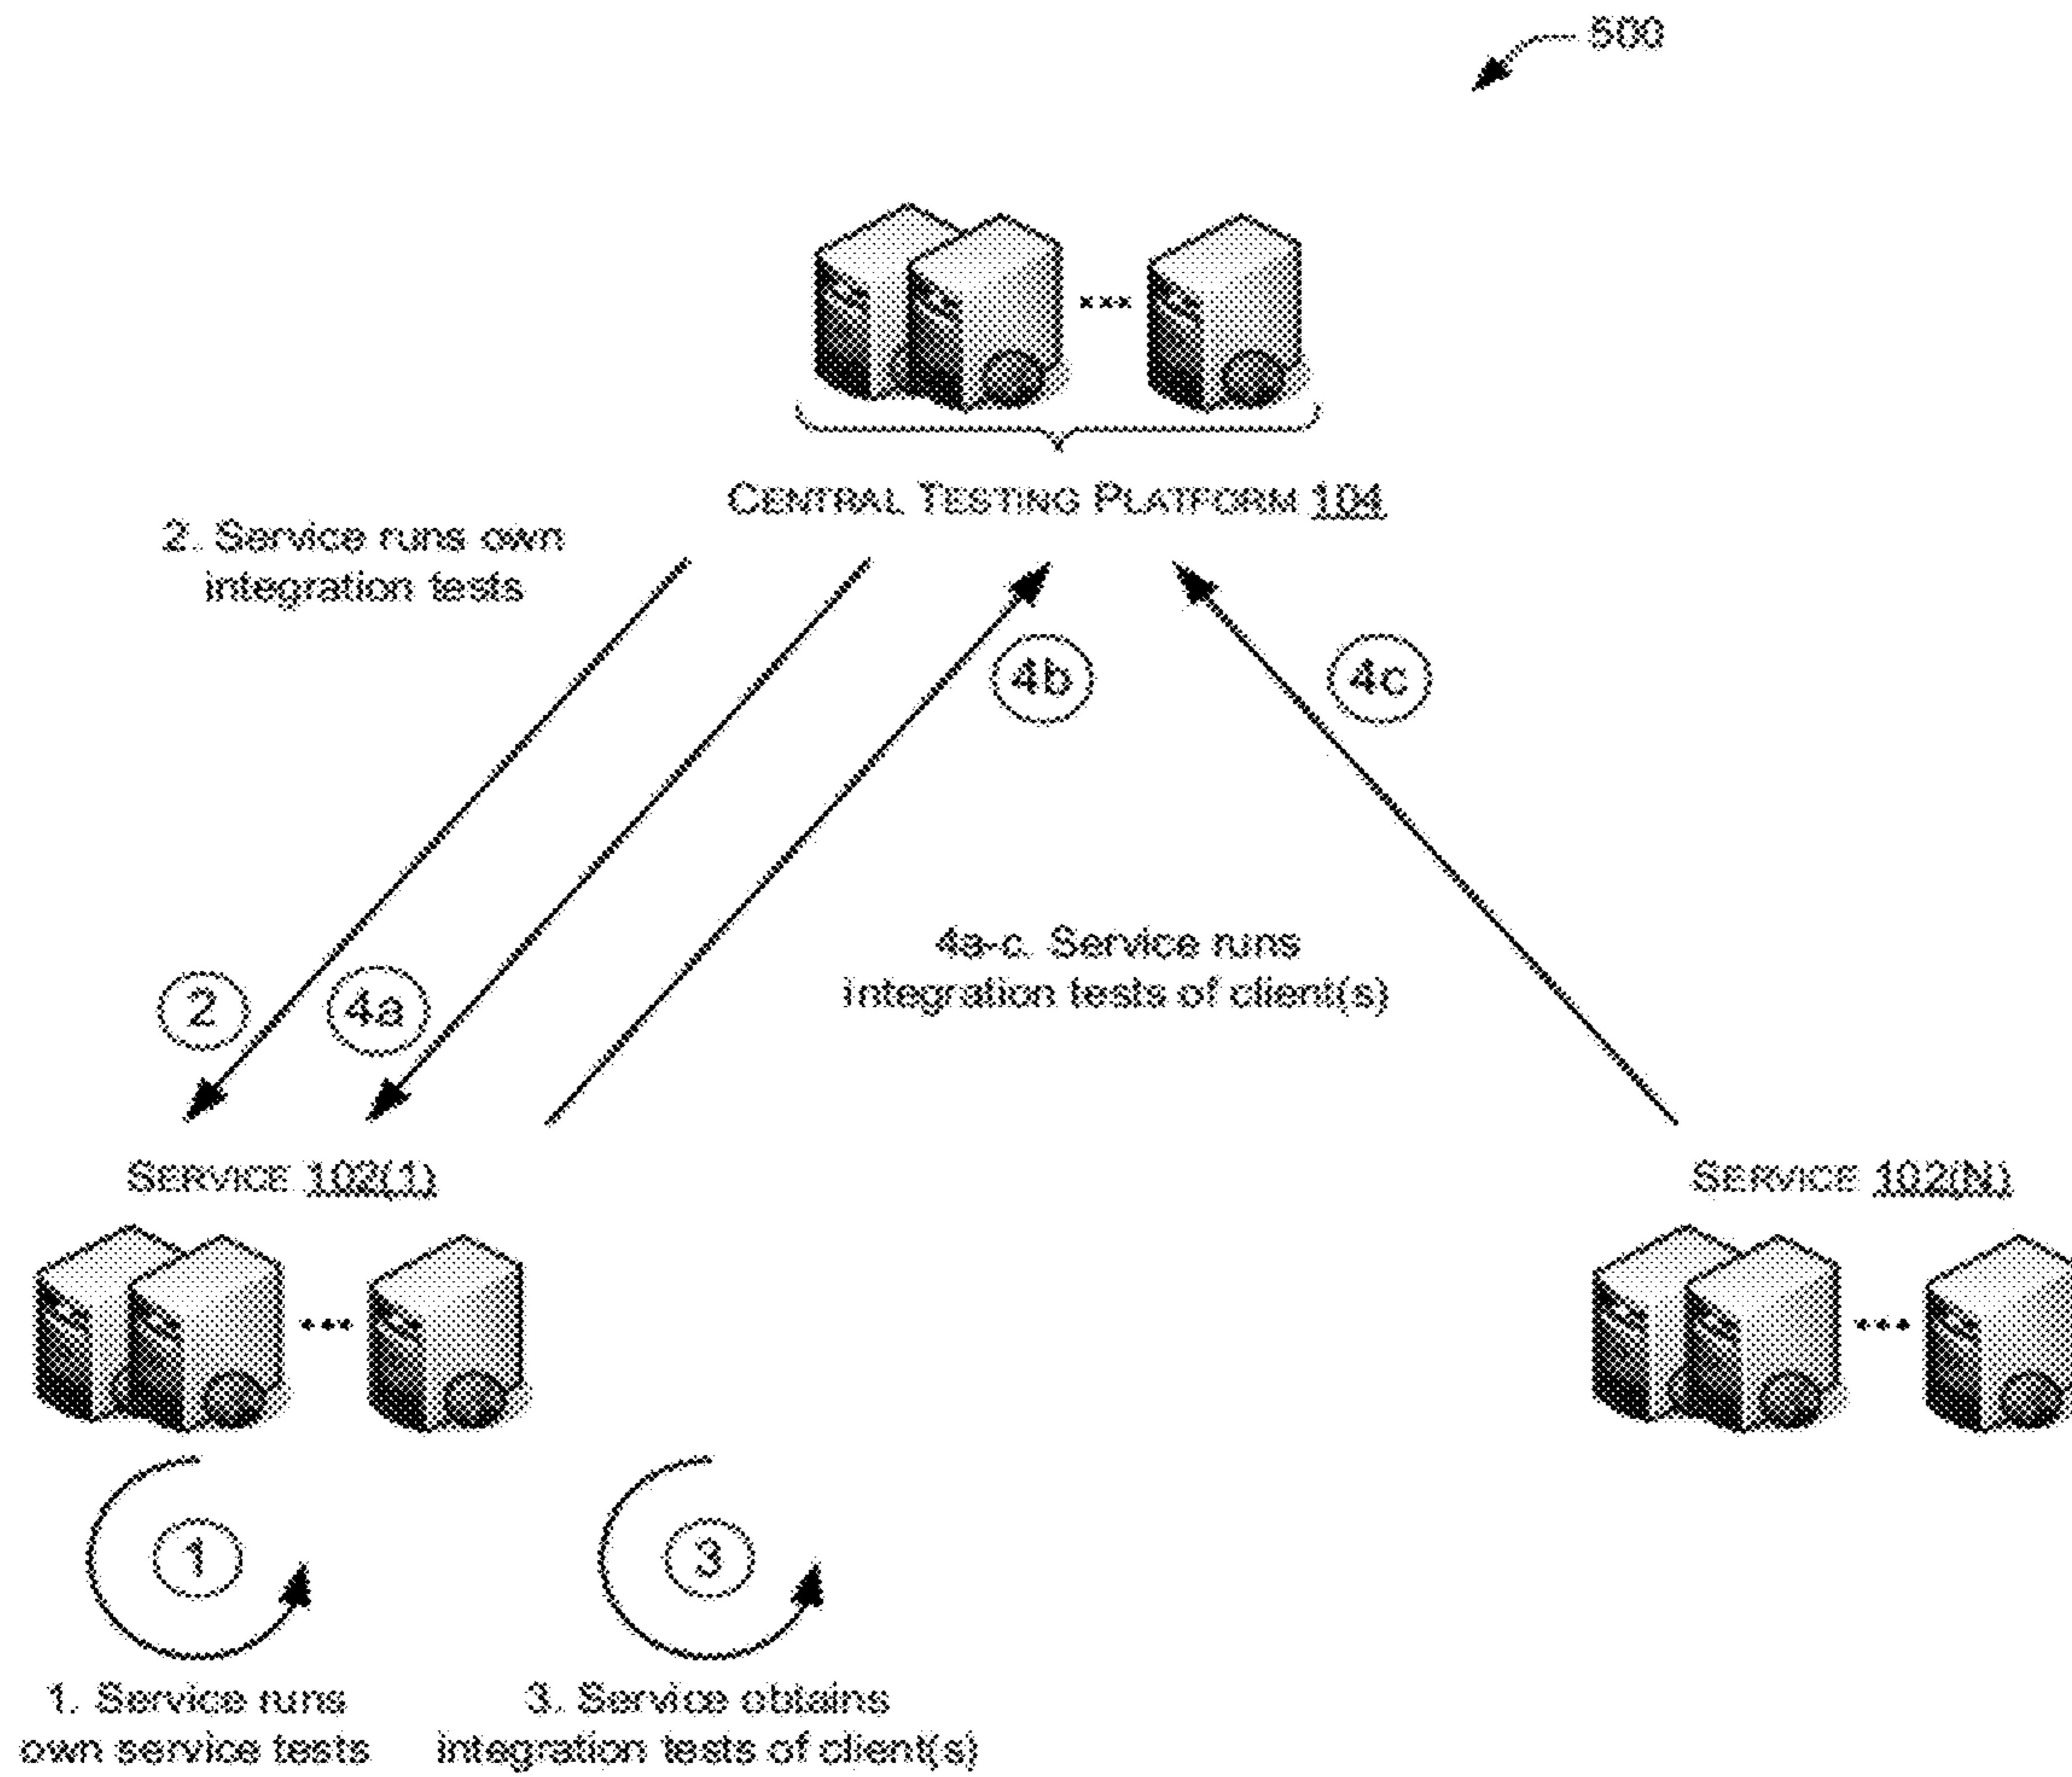 500
CENTRAL TESTING PLATFORM 104
2. Service runs own
integration tests
4b
4c
4a-c. Service runs
integration tests of client(s)
2
4a
SERVICE 102(1)
SERVICE 102(N)
1
3
1. Service runs
own service tests
3. Service obtains
integration tests of client(s)